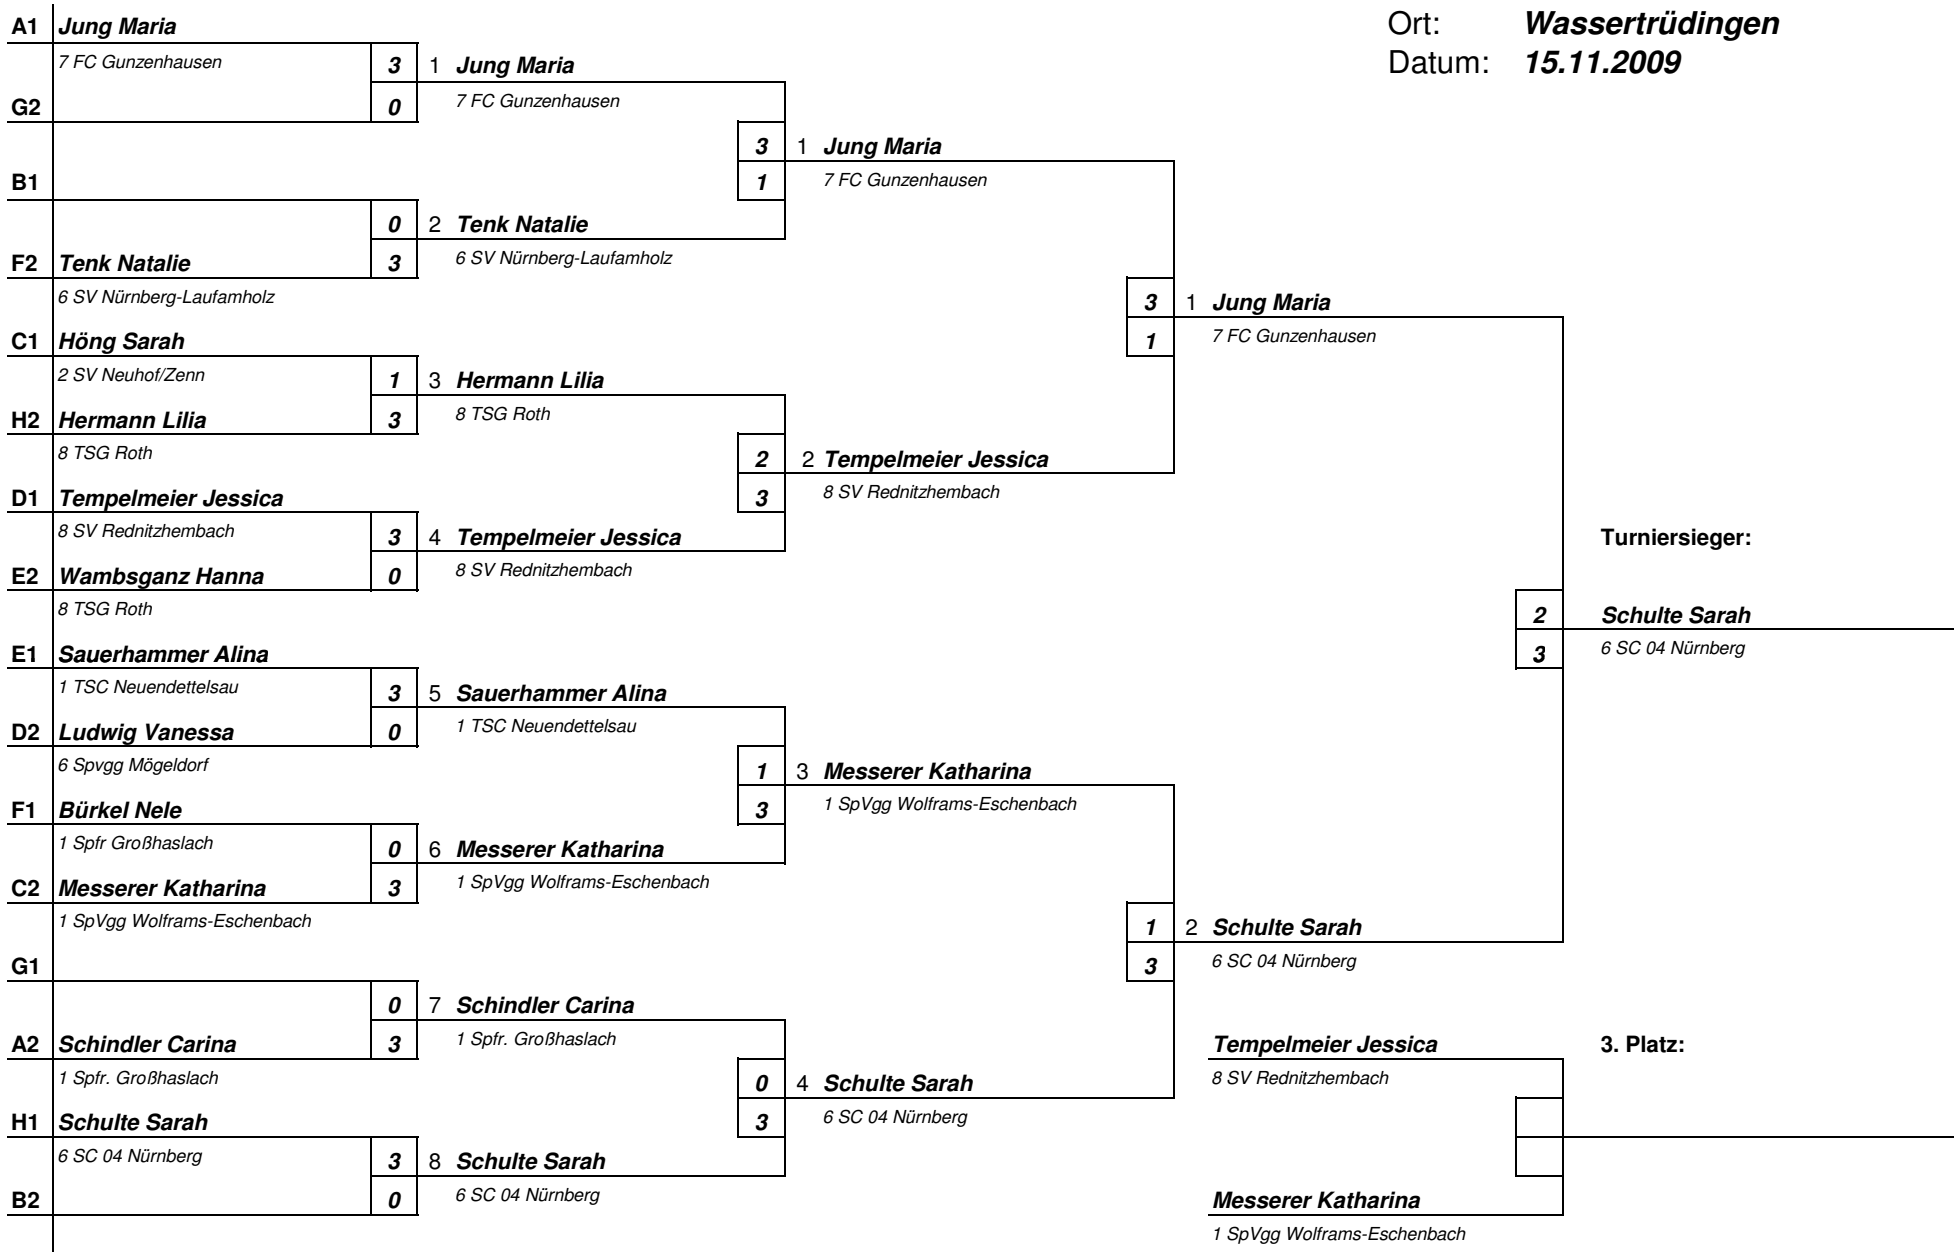 A1 Jung Maria Ort: Wassertrüdingen
7 FC Gunzenhausen 3 1 Jung Maria Datum: 15.11.2009
G2 0 7 FC Gunzenhausen
3 1 Jung Maria
B1 1 7 FC Gunzenhausen
0 2 Tenk Natalie
F2 Tenk Natalie 3 6 SV Nürnberg-Laufamholz
6 SV Nürnberg-Laufamholz 3 1 Jung Maria
C1 Höng Sarah 1 7 FC Gunzenhausen
2 SV Neuhof/Zenn 1 3 Hermann Lilia
H2 Hermann Lilia 3 8 TSG Roth
8 TSG Roth 2 2 Tempelmeier Jessica
D1 Tempelmeier Jessica 3 8 SV Rednitzhembach
8 SV Rednitzhembach 3 4 Tempelmeier Jessica Turniersieger:
E2 Wambsganz Hanna 0 8 SV Rednitzhembach
8 TSG Roth 2 Schulte Sarah
E1 Sauerhammer Alina 3 6 SC 04 Nürnberg
1 TSC Neuendettelsau 3 5 Sauerhammer Alina
D2 Ludwig Vanessa 0 1 TSC Neuendettelsau
6 Spvgg Mögeldorf 1 3 Messerer Katharina
F1 Bürkel Nele 3 1 SpVgg Wolframs-Eschenbach
1 Spfr Großhaslach 0 6 Messerer Katharina
C2 Messerer Katharina 3 1 SpVgg Wolframs-Eschenbach
1 SpVgg Wolframs-Eschenbach 1 2 Schulte Sarah
G1 3 6 SC 04 Nürnberg
0 7 Schindler Carina
A2 Schindler Carina 3 1 Spfr. Großhaslach Tempelmeier Jessica 3. Platz:
1 Spfr. Großhaslach 0 4 Schulte Sarah 8 SV Rednitzhembach
H1 Schulte Sarah 3 6 SC 04 Nürnberg
6 SC 04 Nürnberg 3 8 Schulte Sarah
B2 0 6 SC 04 Nürnberg Messerer Katharina
1 SpVgg Wolframs-Eschenbach